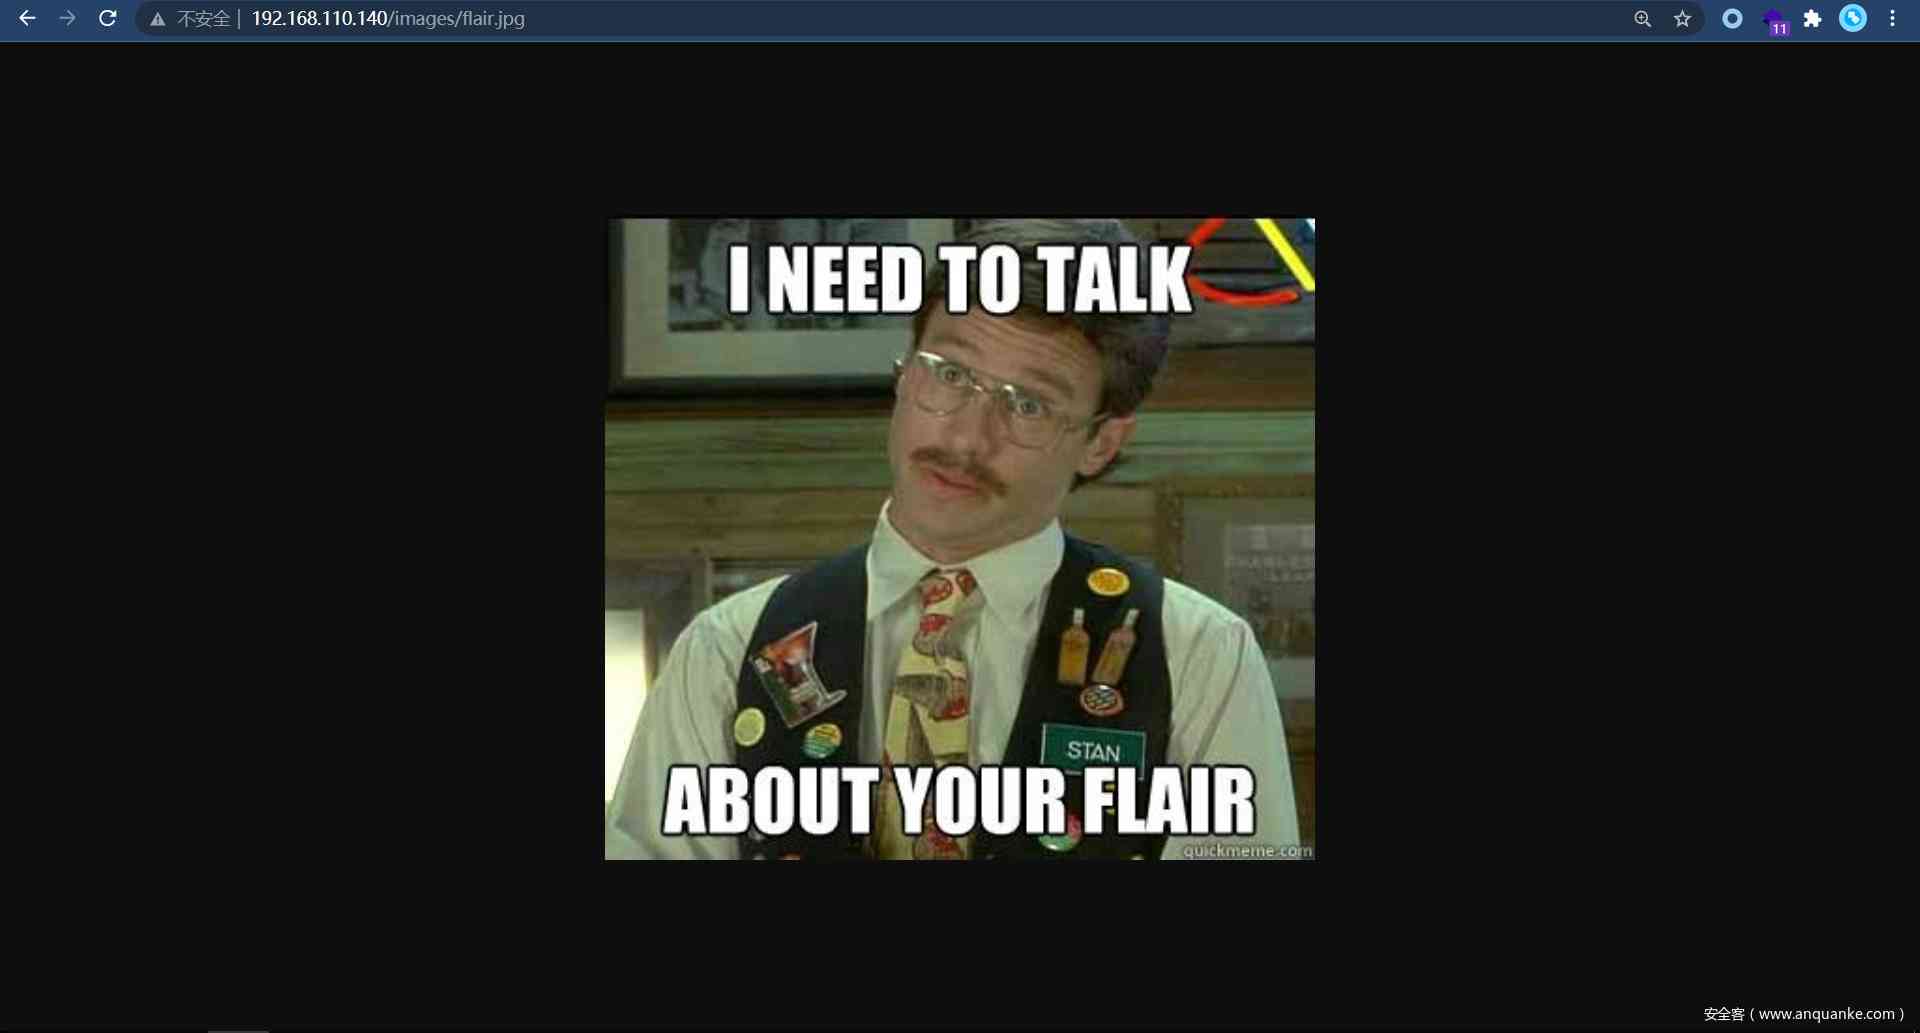 不安全 | 192.168.110.140/images/flair.jpg
11
I NEED TO TALK
STAN
ABOUT YOUR FLAIR
quickmeme.com
安全客 ( www.anquanke.com )